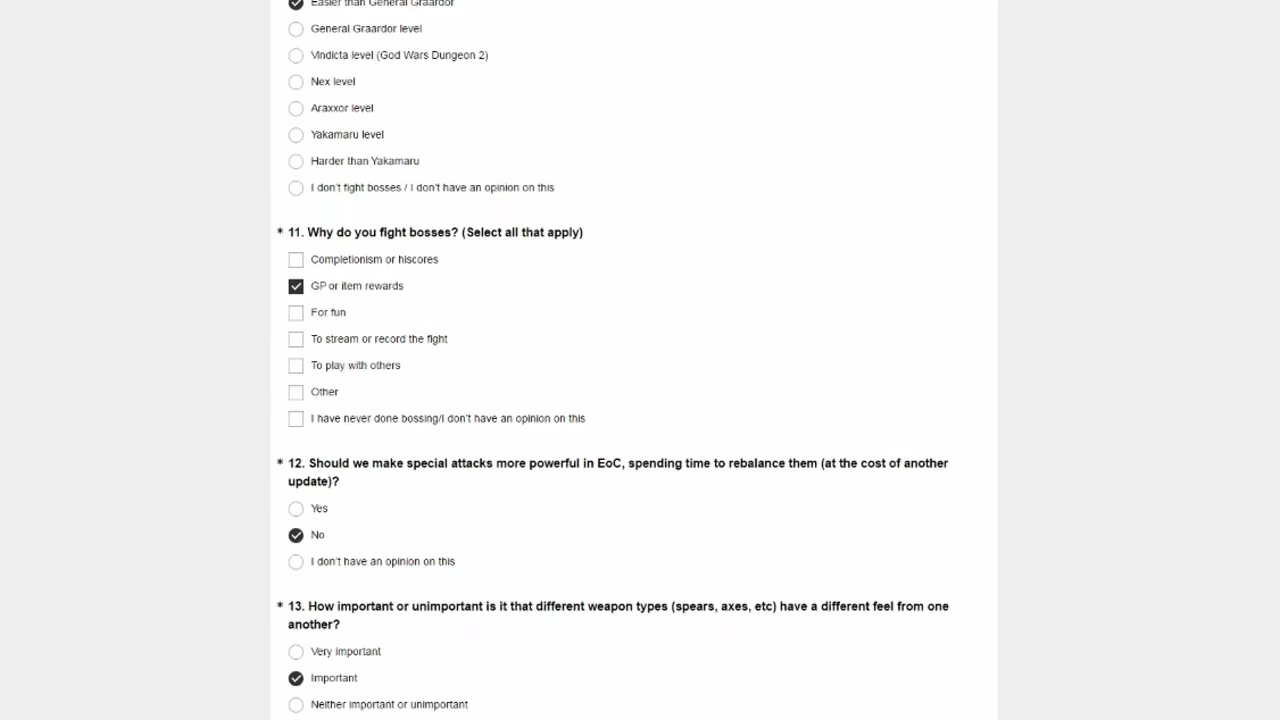 Easier than General Graardor
General Graardor level
Vindicta level (God Wars Dungeon 2)
Nex level
Araxxor level
Yakamaru level
Harder than Yakamaru
I don't fight bosses / I don't have an opinion on this
* 11. Why do you fight bosses? (Select all that apply)
Completionism or hiscores
GP or item rewards
For fun
To stream or record the fight
To play with others
Other
I have never done bossing/I don't have an opinion on this
* 12. Should we make special attacks more powerful in EoC, spending time to rebalance them (at the cost of another
update)?
Yes
No
I don't have an opinion on this
* 13. How important or unimportant is it that different weapon types (spears, axes, etc) have a different feel from one
another?
Very important
Important
Neither important or unimportant